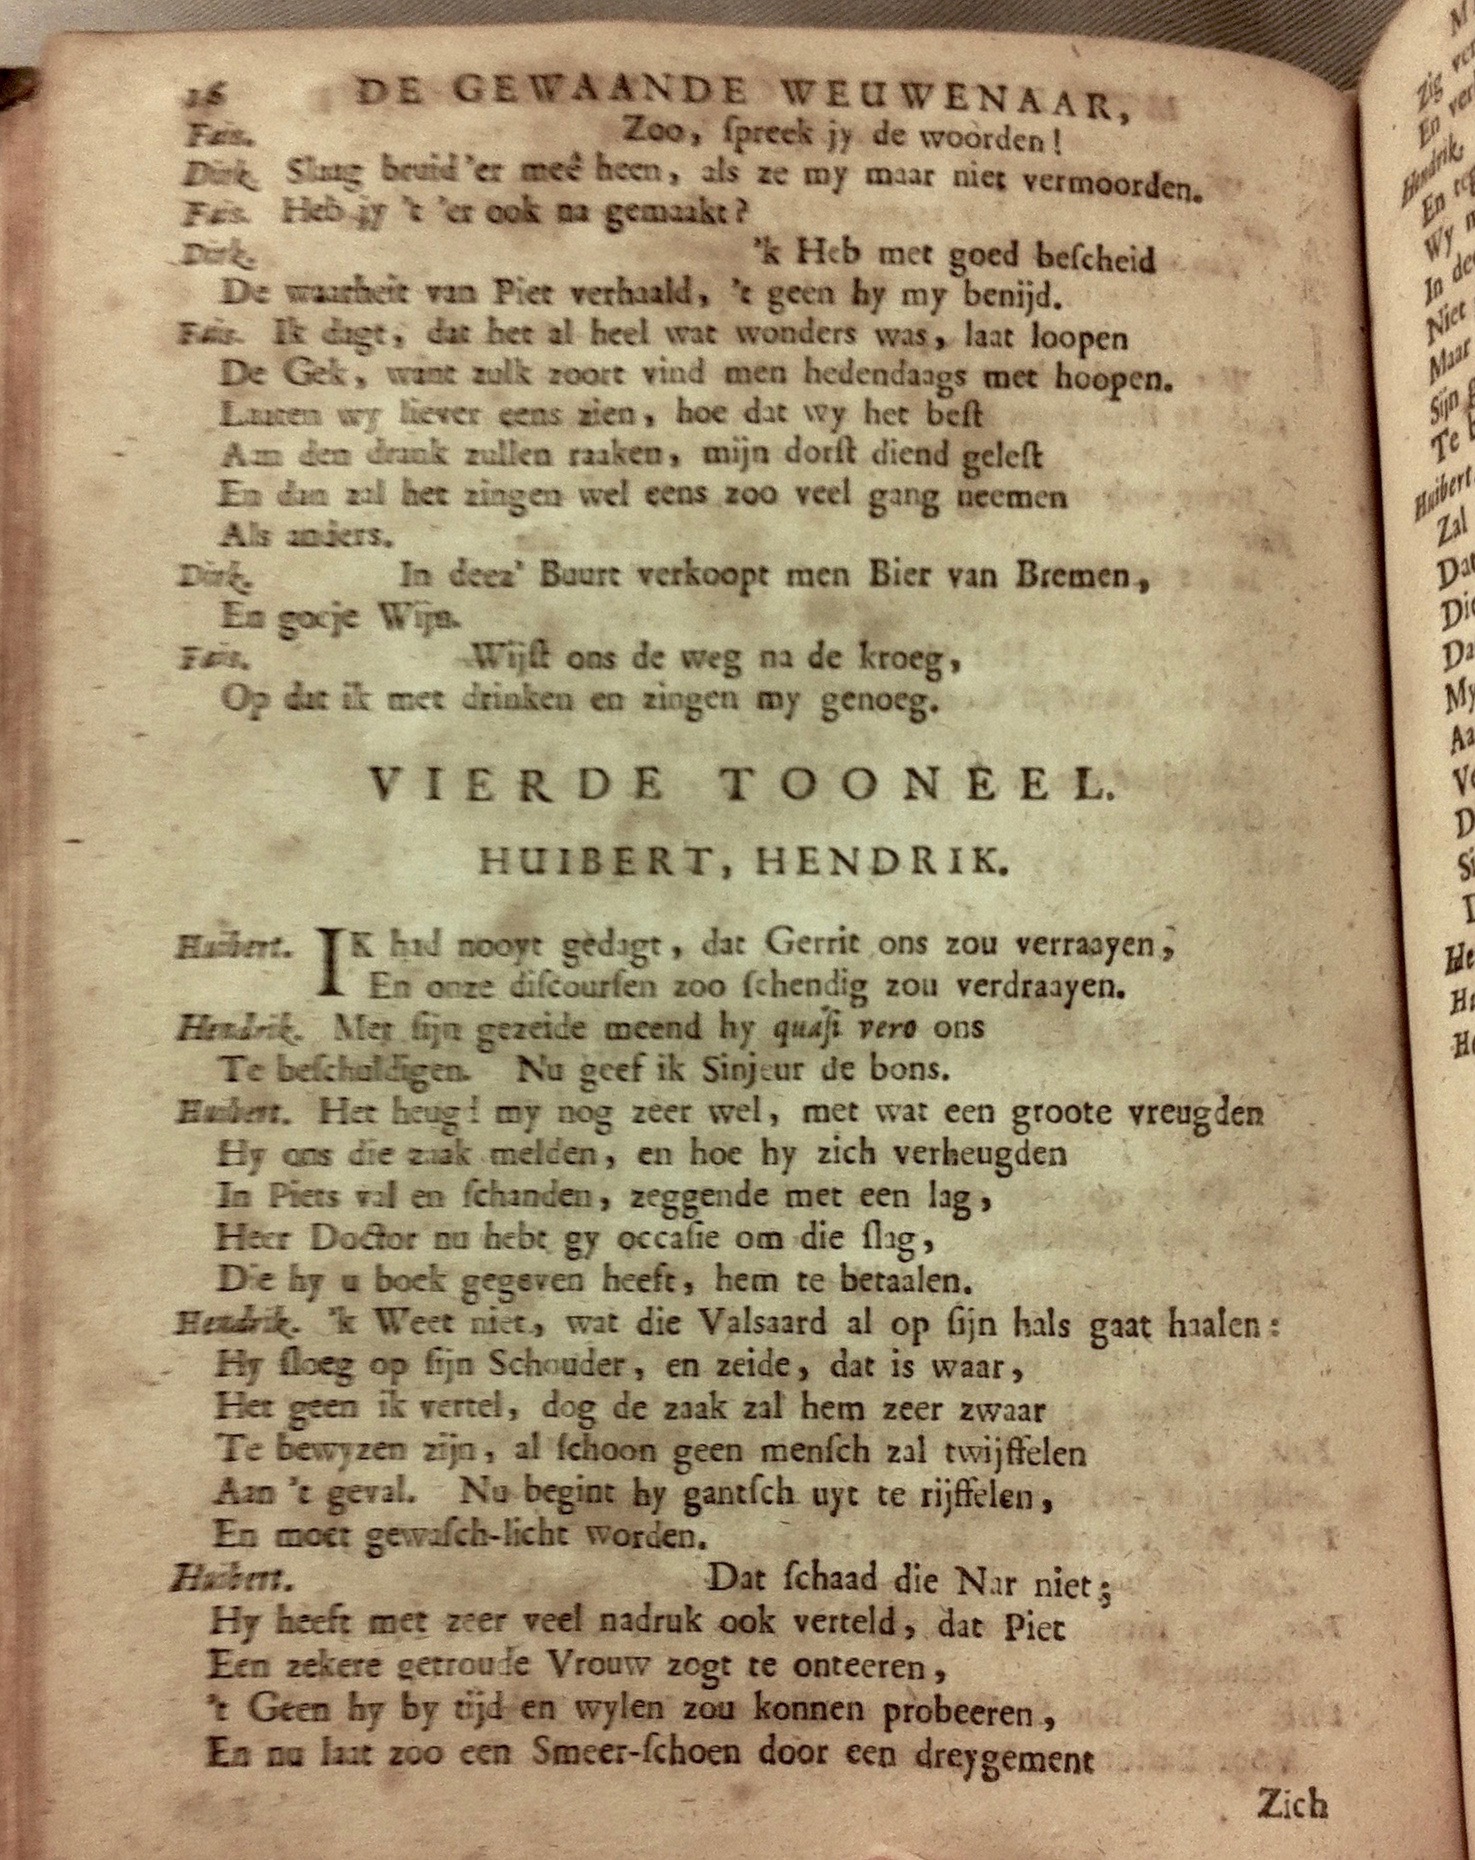 16 DE GEWAANDE WEUWENAAR,
Fais. Zoo, ſpreek jy de woorden!
Dirk. Slaag bruid 'er meê heen, als ze my maar niet vermoorden.
Fais. Heb jy 't 'er ook na gemaakt?
Dirk. 'k Heb met goed beſcheid
De waarheit van Piet verhaald, 't geen hy my benijd.
Fais. Ik dagt, dat het al heel wat wonders was, laat loopen
De Gek, want zulk zoort vind men hedendaags met hoopen.
Laaten wy liever eens zien, hoe dat wy het beſt
Aan den drank zullen raaken, mijn dorſt diend geleſt
En dan zal het zingen wel eens zoo veel gang neemen
Als anders.
Dirk. In deez' Buurt verkoopt men Bier van Bremen,
En goeje Wijn.
Fais. Wijſt ons de weg na de kroeg,
Op dat ik met drinken en zingen my genoeg.
VIERDE TOONEEL.
HUIBERT, HENDRIK.
Huibert. IK had nooyt gedagt, dat Gerrit ons zou verraayen,
En onze diſcourſen zoo ſchendig zou verdraayen.
Hendrik. Met ſijn gezeide meend hy quaſi vero ons
Te beſchuldigen. Nu geef ik Sinjeur de bons.
Huibert. Het heugt my nog zeer wel, met wat een groote vreugden
Hy ons die zaak melden, en hoe hy zich verheugden
In Piets val en ſchanden, zeggende met een lag,
Heer Doctor nu hebt gy occaſie om die ſlag,
Die hy u boek gegeven heeft, hem te betaalen.
Hendrik. 'k Weet niet, wat die Valsaard al op ſijn hals gaat haalen:
Hy ſloeg op ſijn Schouder, en zeide, dat is waar,
Het geen ik vertel, dog de zaak zal hem zeer zwaar
Te bewyzen zijn, al ſchoon geen menſch zal twijffelen
Aan 't geval. Nu begint hy gantſch uyt te rijffelen,
En moet gewaſch-licht worden.
Huibert. Dat ſchaad die Nar niet;
Hy heeft met zeer veel nadruk ook verteld, dat Piet
Een zekere getroude Vrouw zogt te onteeren,
't Geen hy by tijd en wylen zou konnen probeeren,
En nu laat zoo een Smeer-ſchoen door een dreygement
Zich